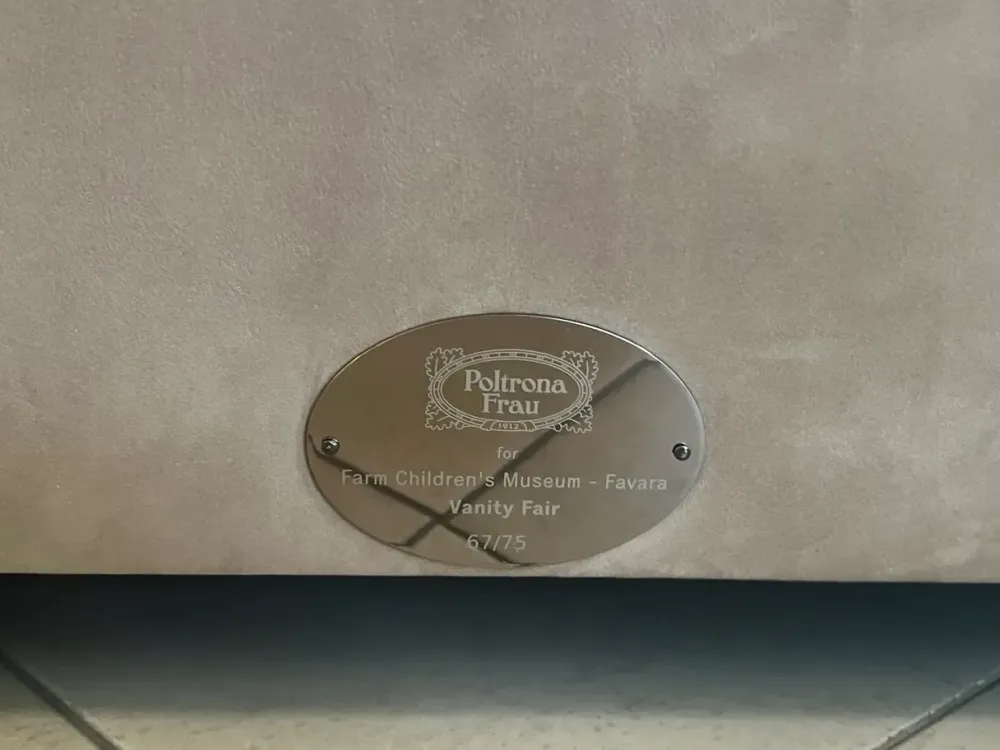 Poltrona
Frau
1912
for
Farm Children's Museum - Favara
Vanity Fair
67/75